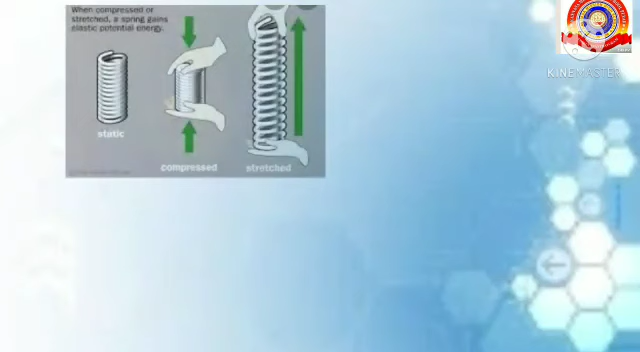 When compressed or
stretched, a spring gains
elastic potential energy.
static
compressed
stretched
KINEMASTER